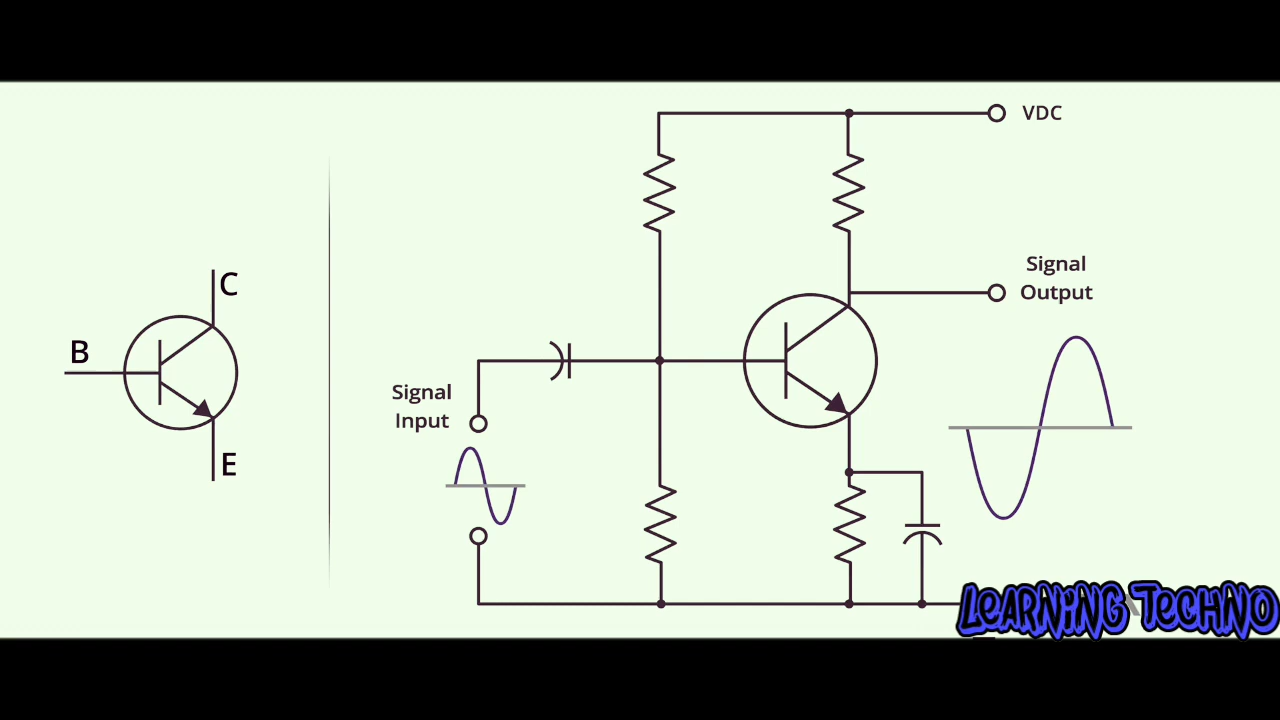 VDC
C
Signal
Output
B
Signal
Input
E
LEARNING TECHNO